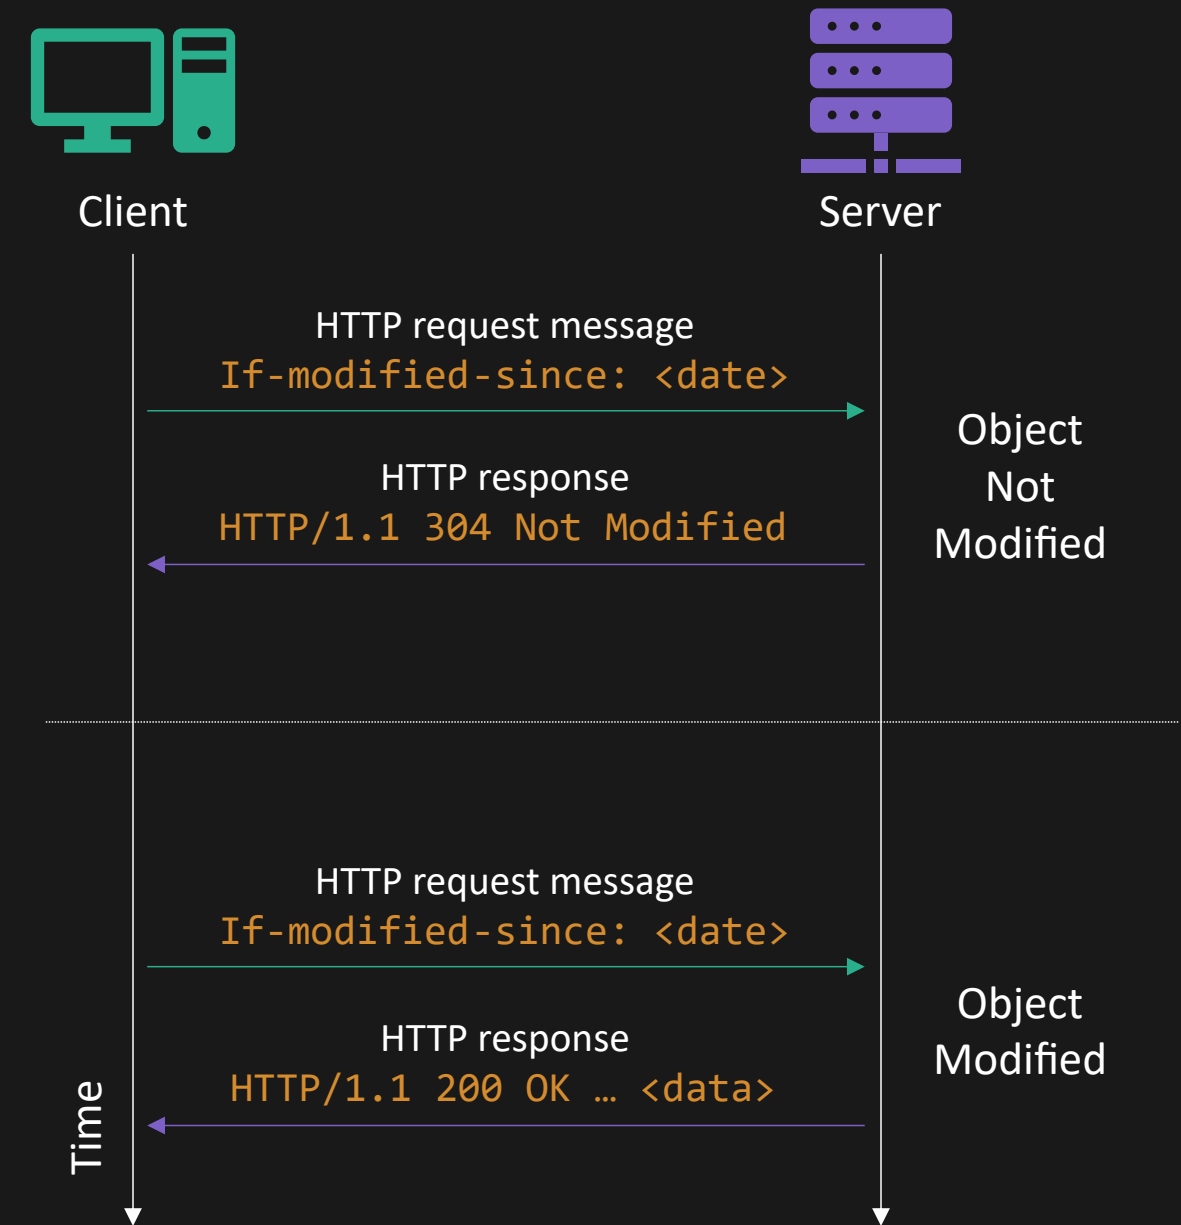 Client
Server
HTTP request message
If-modified-since: <date>
HTTP response
HTTP/1.1 304 Not Modified
Object
Not
Modified
HTTP request message
If-modified-since: <date>
HTTP response
HTTP/1.1 200 OK … <data>
Object
Modified
Time